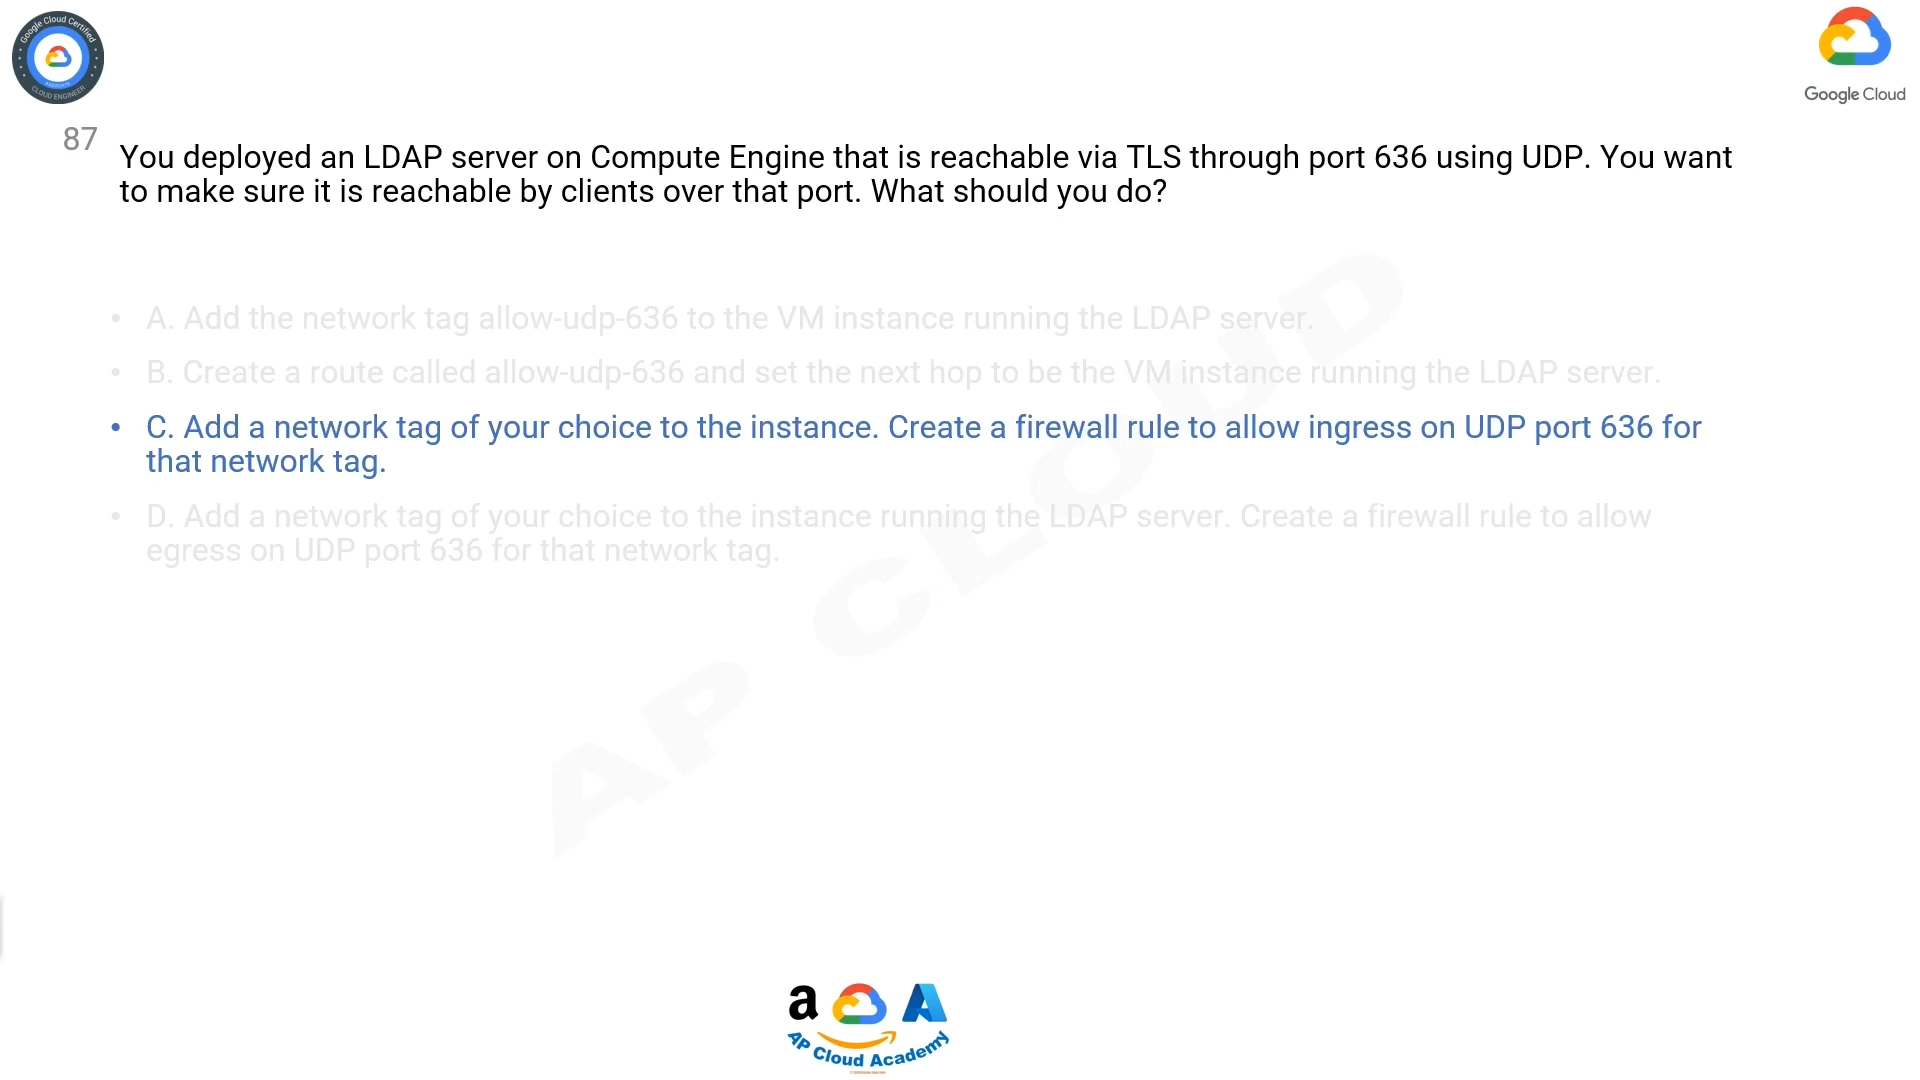 Google Cloud Certified
ASSOCIATE
CLOUD ENGINEER
Google Cloud
87
You deployed an LDAP server on Compute Engine that is reachable via TLS through port 636 using UDP. You want
to make sure it is reachable by clients over that port. What should you do?
• A. Add the network tag allow-udp-636 to the VM instance running the LDAP server.
• B. Create a route called allow-udp-636 and set the next hop to be the VM instance running the LDAP server.
• C. Add a network tag of your choice to the instance. Create a firewall rule to allow ingress on UDP port 636 for
that network tag.
• D. Add a network tag of your choice to the instance running the LDAP server. Create a firewall rule to allow
egress on UDP port 636 for that network tag.
AP CLOUD
a
AP Cloud Academy